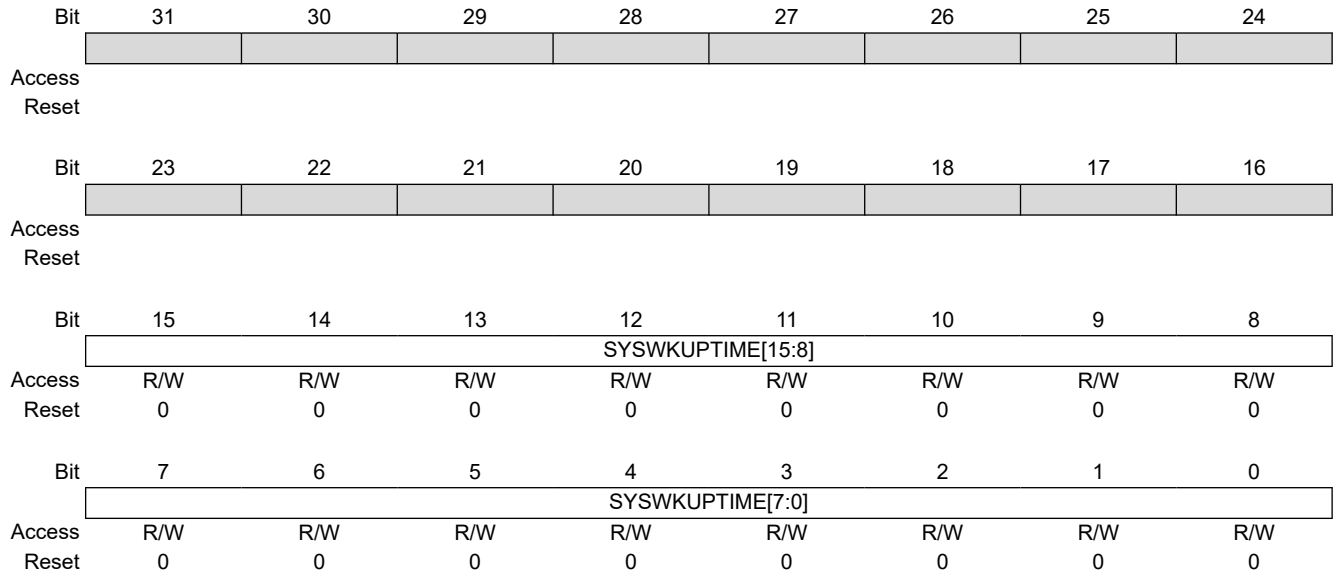 Bit 31 30 29 28 27 26 25 24
Access
Reset
Bit 23 22 21 20 19 18 17 16
Access
Reset
Bit 15 14 13 12 11 10 9 8
SYSWKUPTIME[15:8]
Access R/W R/W R/W R/W R/W R/W R/W R/W
Reset 0 0 0 0 0 0 0 0
Bit 7 6 5 4 3 2 1 0
SYSWKUPTIME[7:0]
Access R/W R/W R/W R/W R/W R/W R/W R/W
Reset 0 0 0 0 0 0 0 0